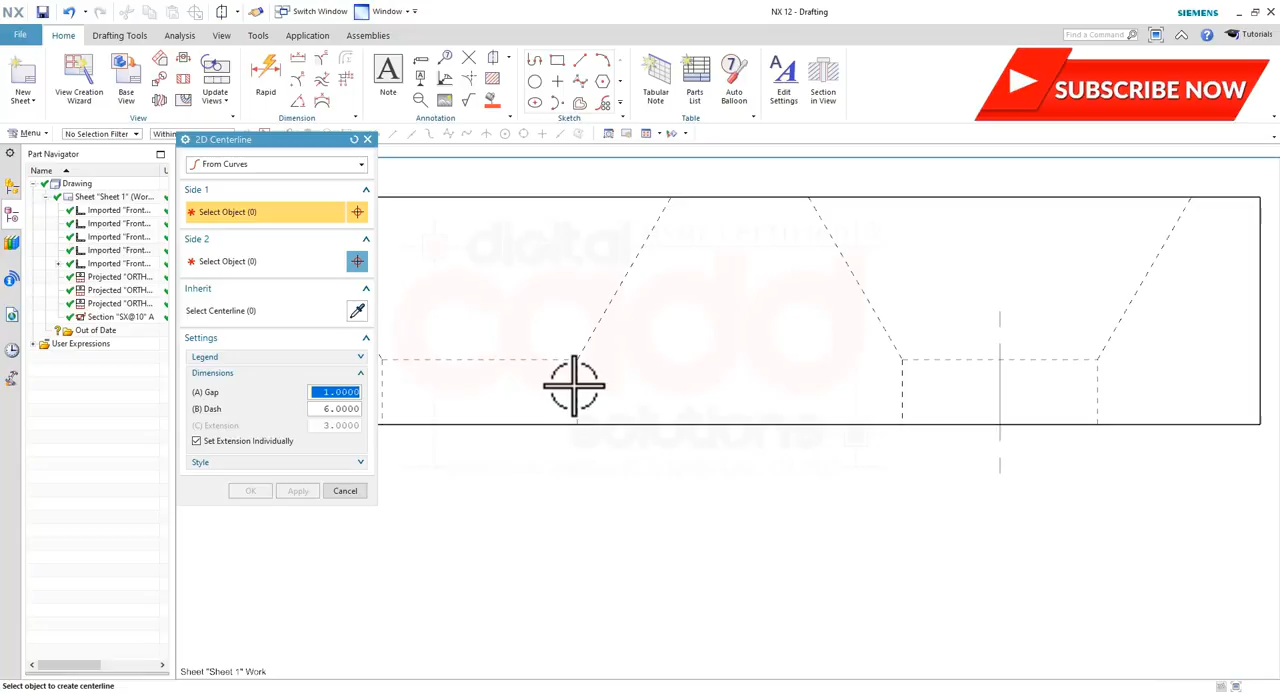 NX
Switch Window
Window
NX 12 - Drafting
SIEMENS
File
Home
Drafting Tools
Analysis
View
Tools
Application
Assemblies
Find a Command
Tutorials
New
Sheet
View Creation
Wizard
Base
View
Update
Views
View
Rapid
Dimension
Note
A
Annotation
Sketch
Tabular
Note
Parts
List
7
Auto
Balloon
Table
Edit
Settings
Section
in View
SUBSCRIBE NOW
Menu
No Selection Filter
Within
2D Centerline
Part Navigator
Name
Drawing
Sheet "Sheet 1" (Wor...
Imported "Front...
Imported "Front...
Imported "Front...
Imported "Front...
Imported "Front...
Projected "ORTH...
Projected "ORTH...
Projected "ORTH...
Section "SX@10" A
Out of Date
User Expressions
From Curves
Side 1
Select Object (0)
Side 2
Select Object (0)
Inherit
Select Centerline (0)
Settings
Legend
Dimensions
(A) Gap
1.0000
(B) Dash
6.0000
(C) Extension
3.0000
Set Extension Individually
Style
OK
Apply
Cancel
digital
cadd
solutions
Sheet "Sheet 1" Work
Select object to create centerline